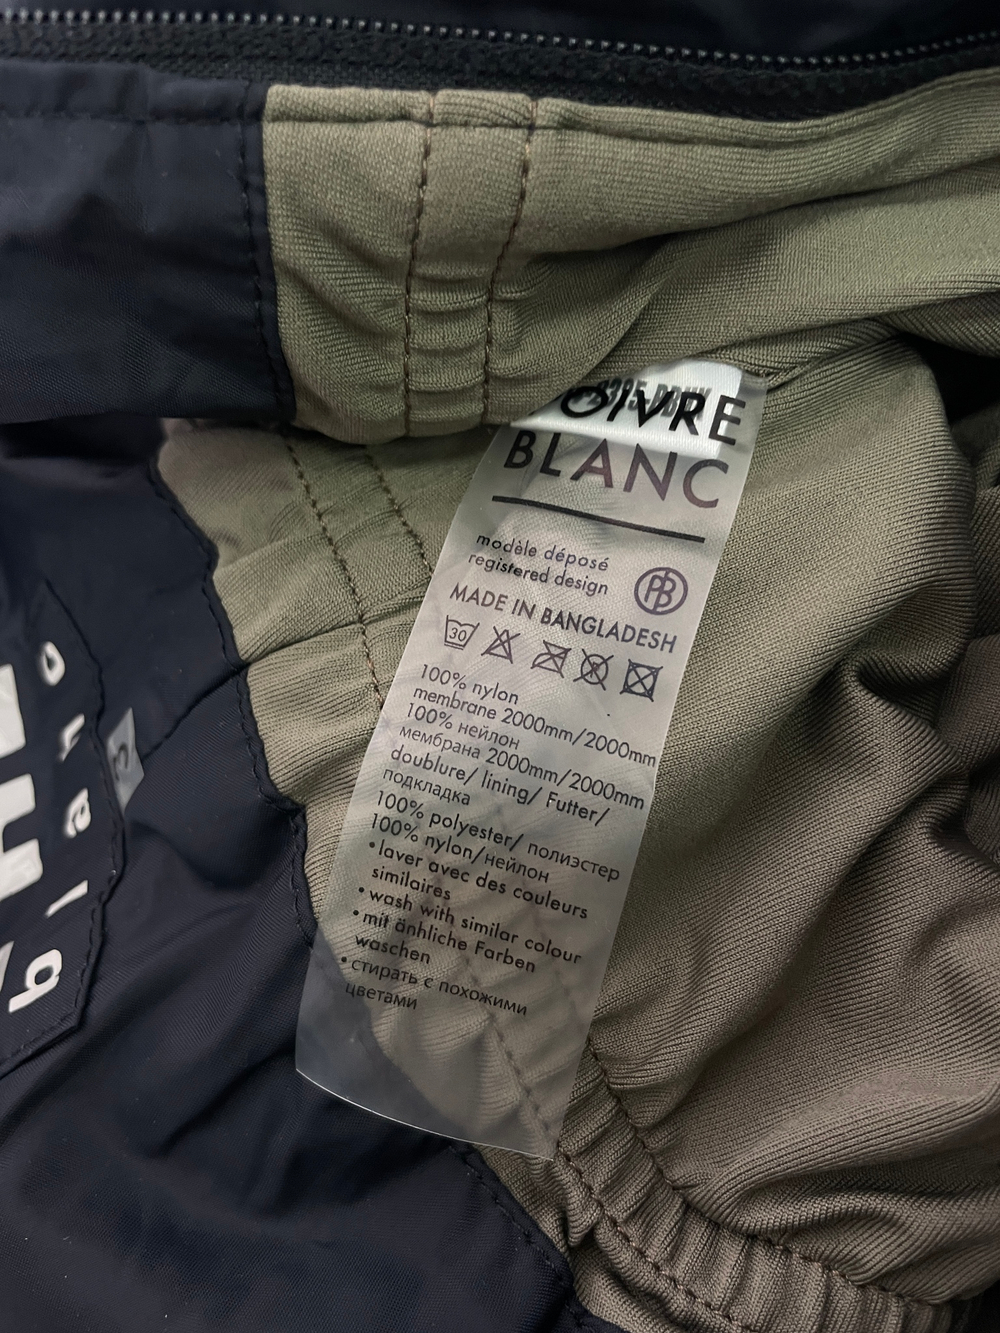 POIVRE
BLANC
modèle déposé
registered design
PB
MADE IN BANGLADESH
30
100% nylon
membrane 2000mm/2000mm
100% нейлон
мембрана 2000mm/2000mm
doublure/ lining/ Futter/
подкладка
100% polyester/ полиэстер
100% nylon/нейлон
•laver avec des couleurs
similaires
• wash with similar colour
•mit änhliche Farben
waschen
•стирать с похожими
цветами
blanc